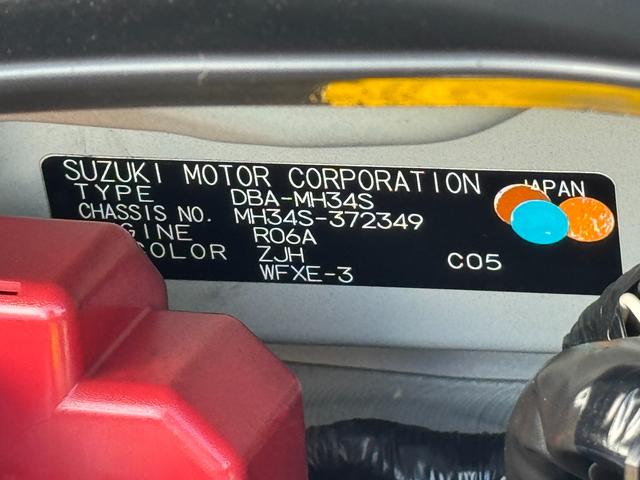 SUZUKI MOTOR CORPORATION JAPAN
TYPE DBA-MH34S
CHASSIS NO. MH34S-372349
GINE R06A
COLOR ZJH C05
WFXE-3